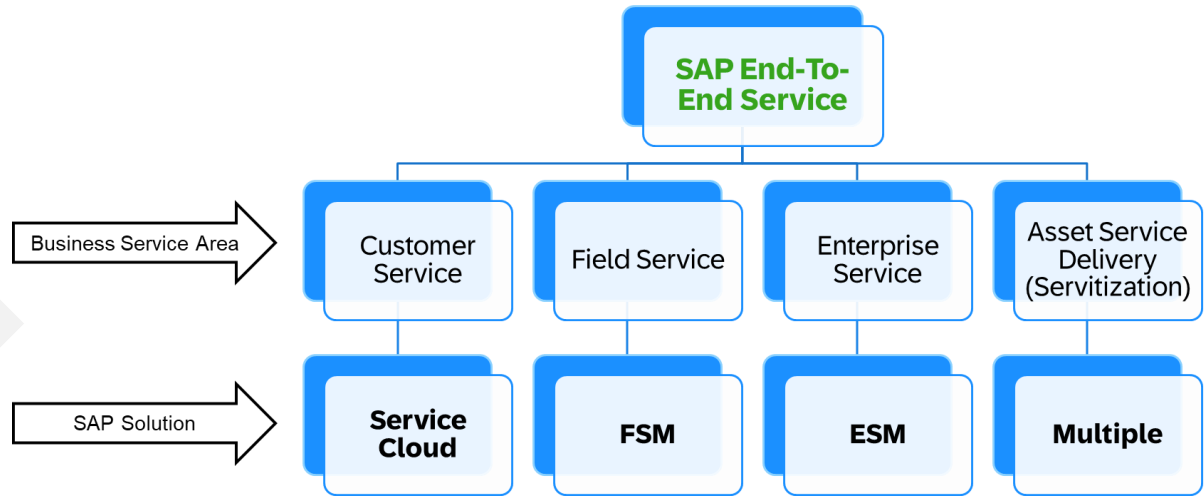 SAP End-To-
End Service
Business Service Area
Customer
Service
Field Service
Enterprise
Service
Asset Service
Delivery
(Servitization)
SAP Solution
Service
Cloud
FSM
ESM
Multiple